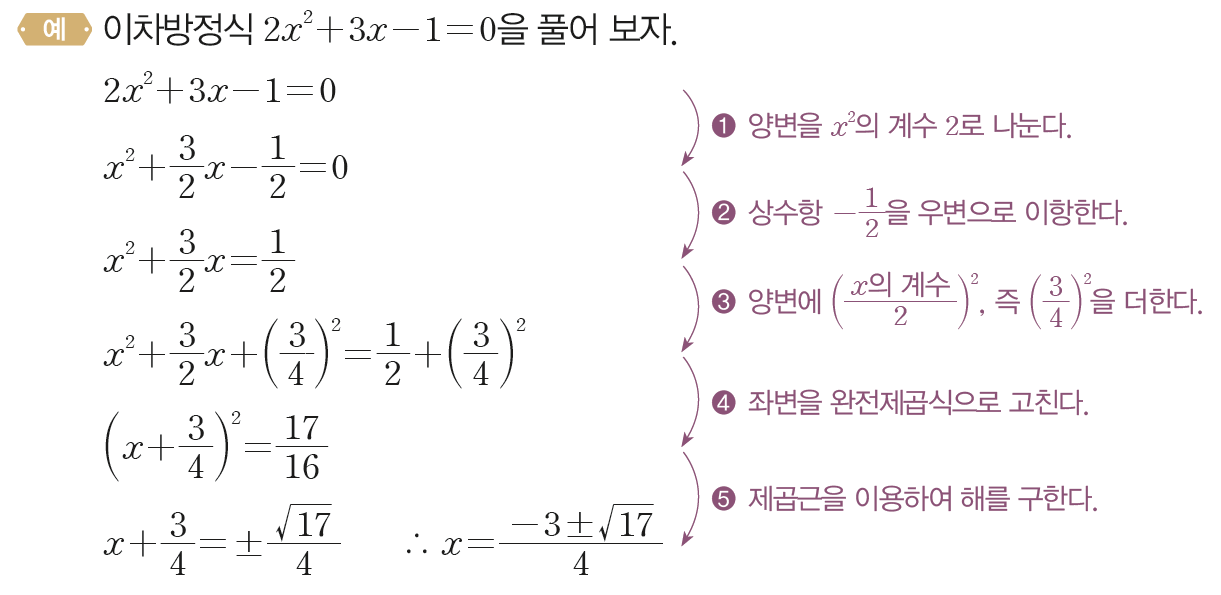 예 이차방정식 2x²+3x−1=0을 풀어 보자.
2x²+3x−1=0
❶ 양변을 x²의 계수 2로 나눈다.
x²+3/2x−1/2=0
❷ 상수항 −1/2을 우변으로 이항한다.
x²+3/2x=1/2
❸ 양변에 (x의 계수/2)², 즉 (3/4)²을 더한다.
x²+3/2x+(3/4)²=1/2+(3/4)²
❹ 좌변을 완전제곱식으로 고친다.
(x+3/4)²=17/16
❺ 제곱근을 이용하여 해를 구한다.
x+3/4=±√17/4 ∴ x=−3±√17/4